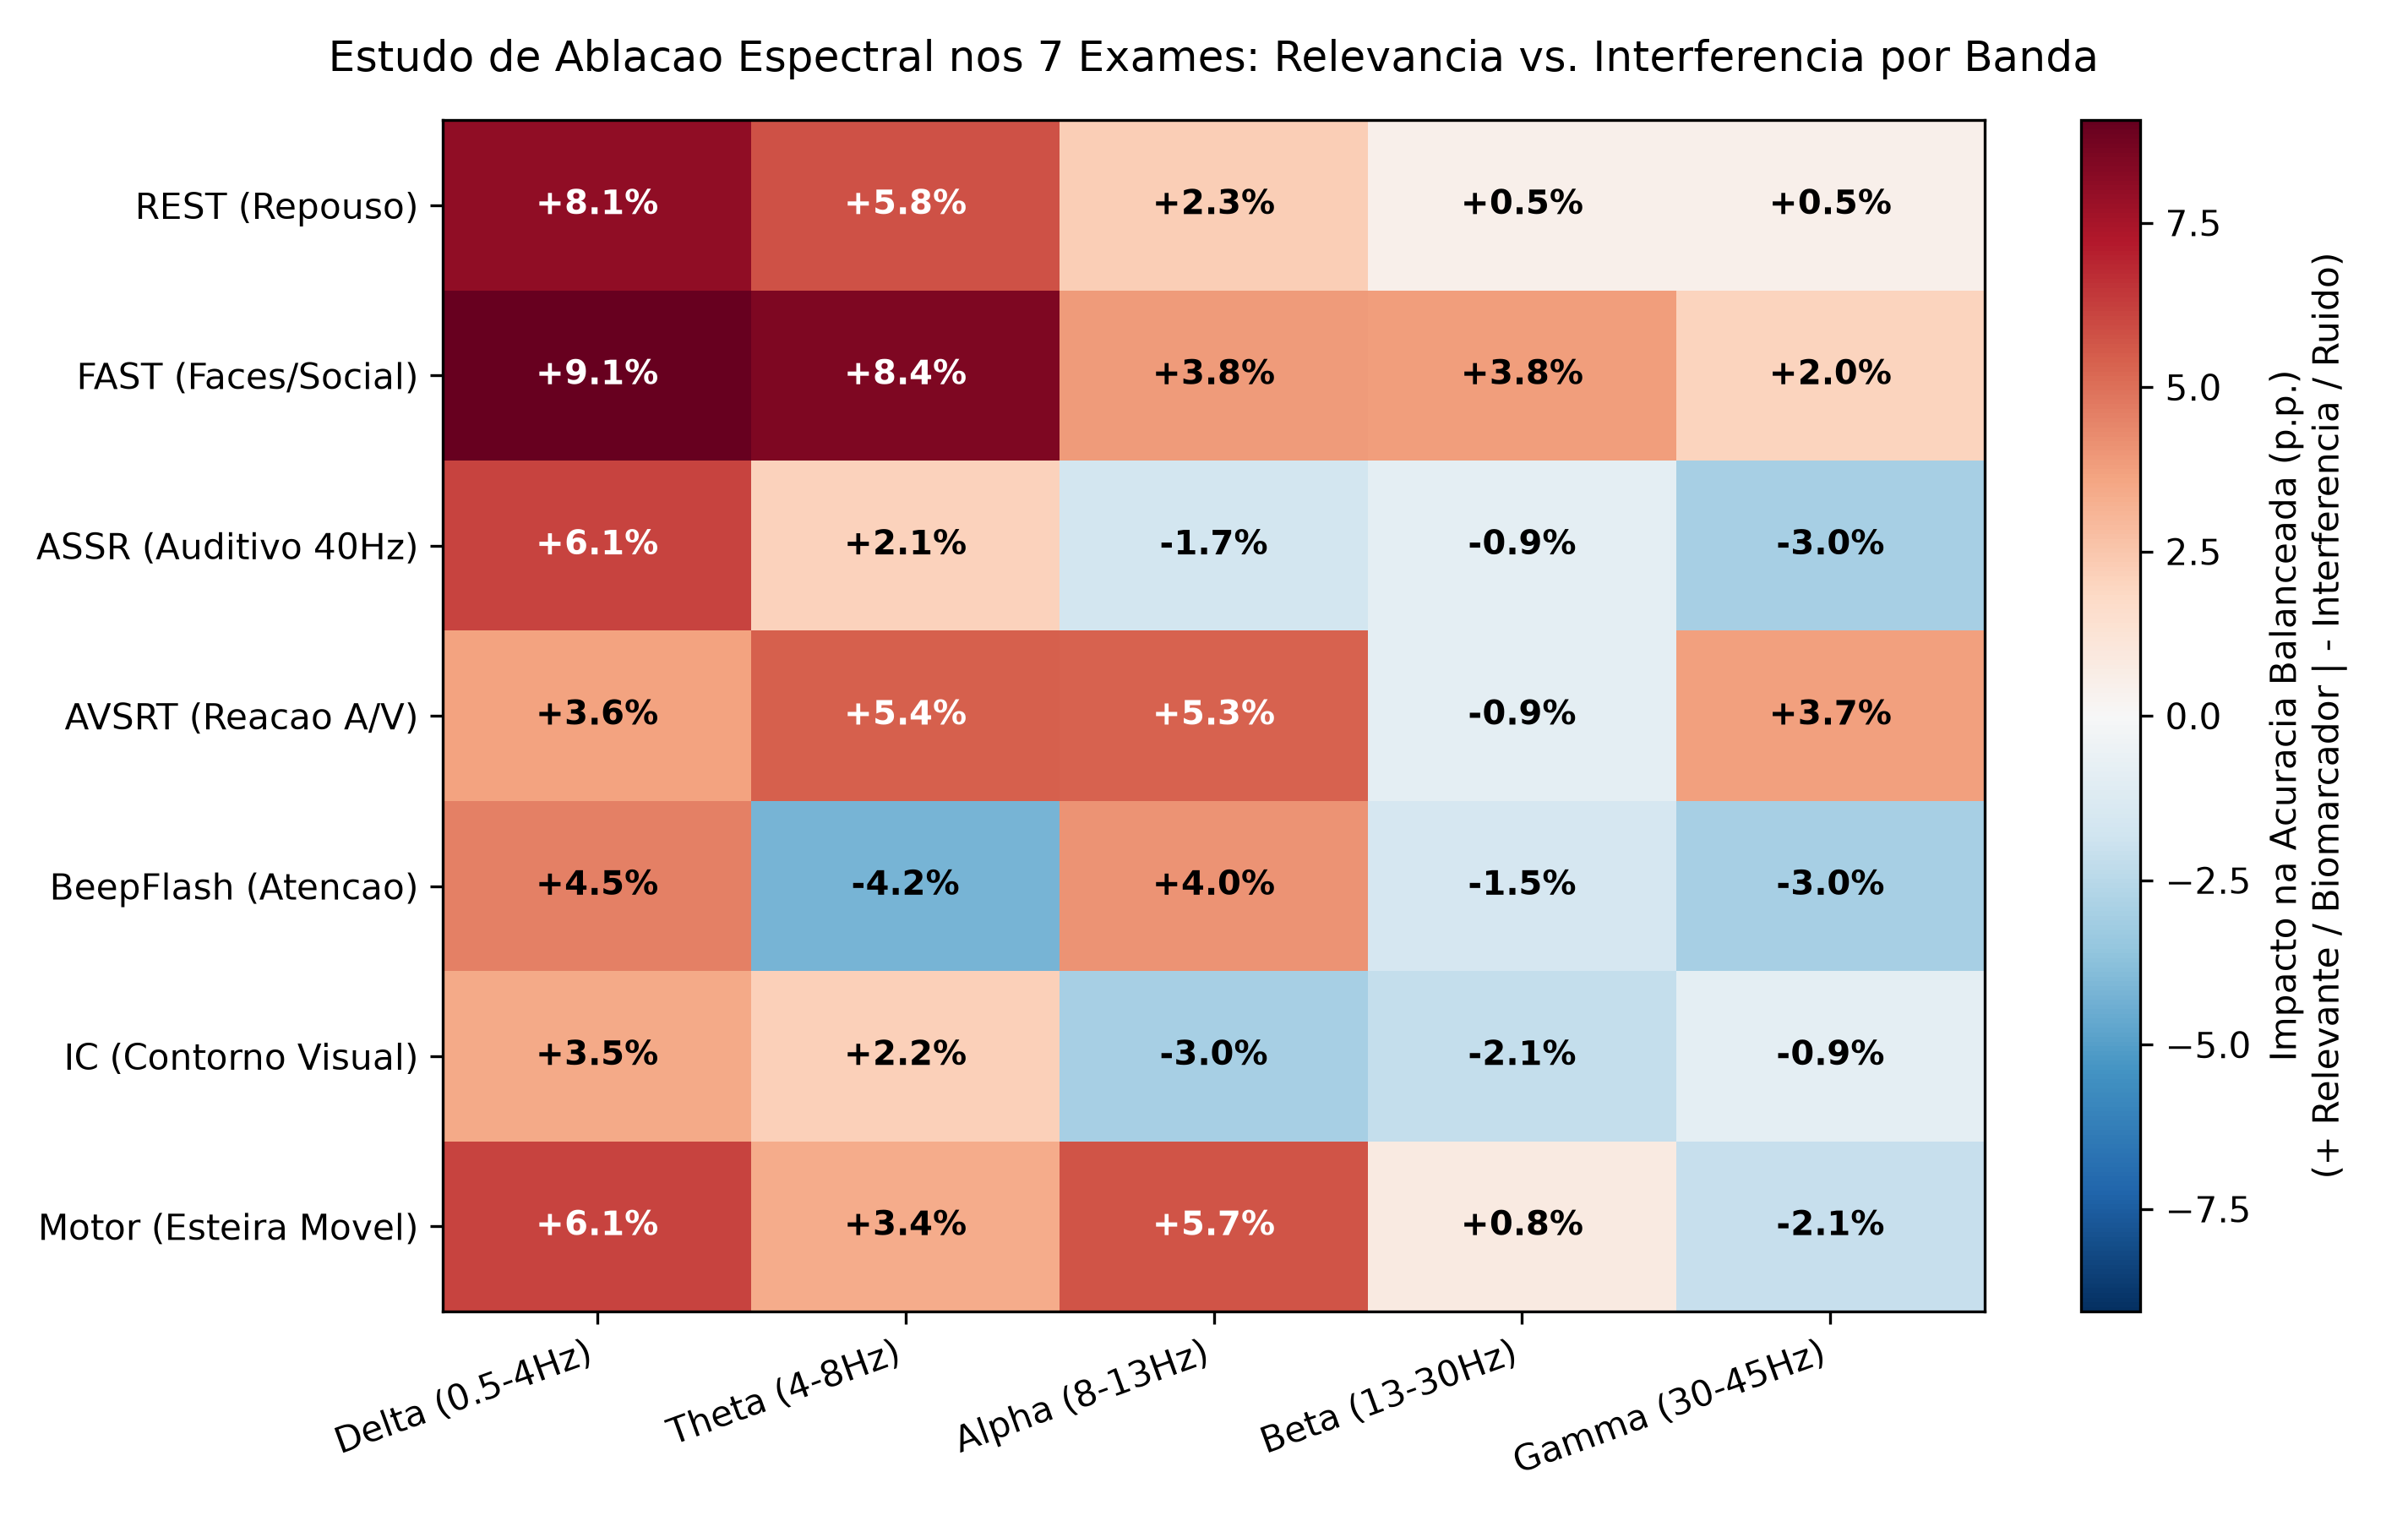 Estudo de Ablacao Espectral nos 7 Exames: Relevancia vs. Interferencia por Banda
REST (Repouso) +8.1% +5.8% +2.3% +0.5% +0.5%
FAST (Faces/Social) +9.1% +8.4% +3.8% +3.8% +2.0%
ASSR (Auditivo 40Hz) +6.1% +2.1% -1.7% -0.9% -3.0%
AVSRT (Reacao A/V) +3.6% +5.4% +5.3% -0.9% +3.7%
BeepFlash (Atencao) +4.5% -4.2% +4.0% -1.5% -3.0%
IC (Contorno Visual) +3.5% +2.2% -3.0% -2.1% -0.9%
Motor (Esteira Movel) +6.1% +3.4% +5.7% +0.8% -2.1%
Delta (0.5-4Hz) Theta (4-8Hz) Alpha (8-13Hz) Beta (13-30Hz) Gamma (30-45Hz)
7.5
5.0
2.5
0.0
−2.5
−5.0
−7.5
Impacto na Acuracia Balanceada (p.p.)
(+ Relevante / Biomarcador | - Interferencia / Ruido)